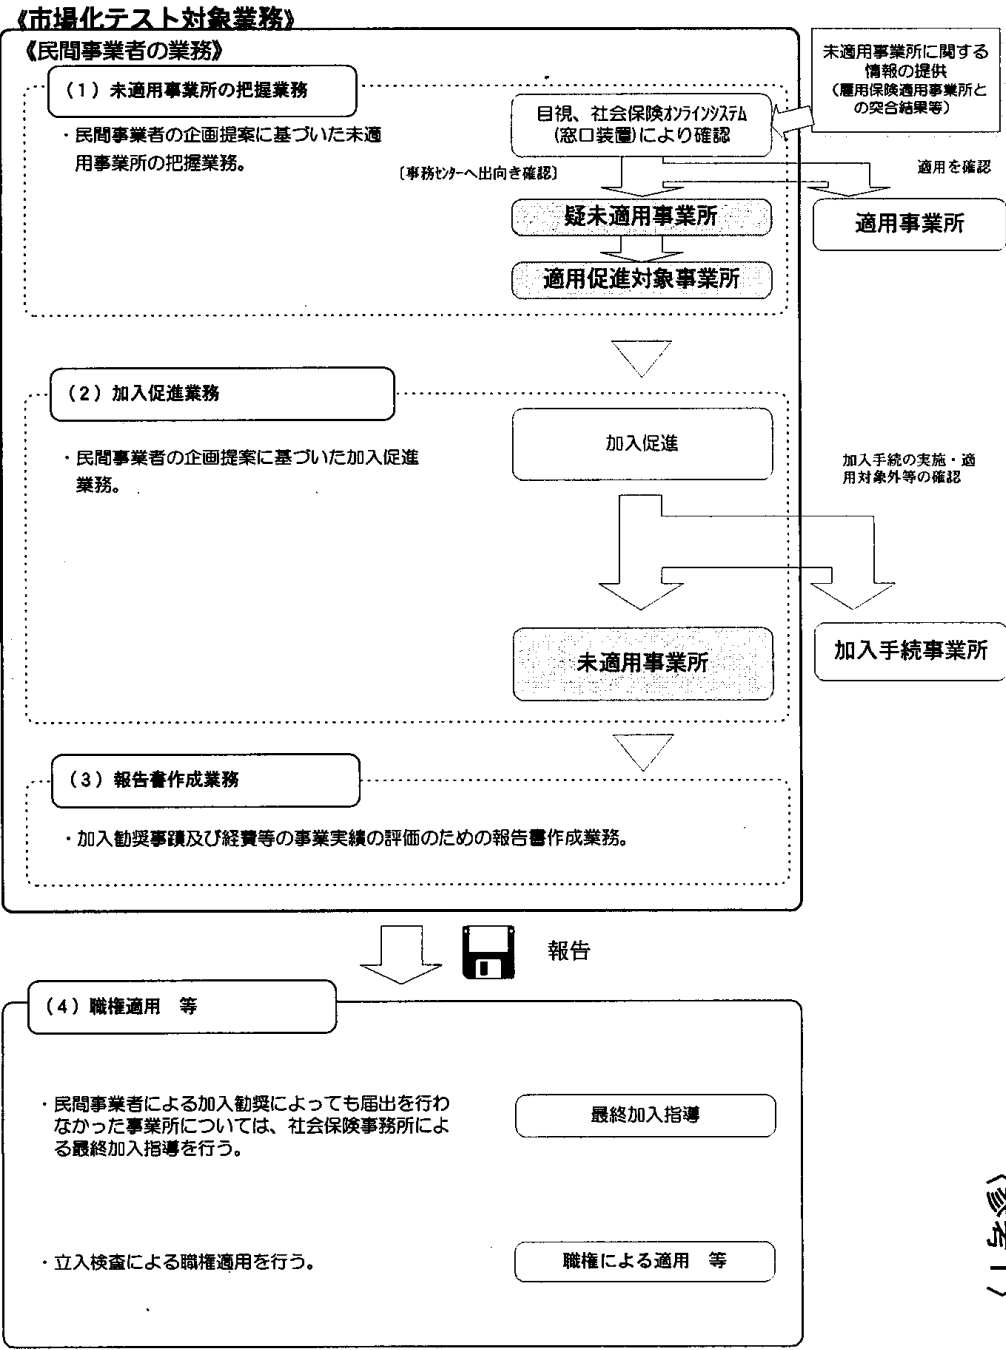 《市場化テスト対象業務》
《民間事業者の業務》
(1)未適用事業所の把握業務
・民間事業者の企画提案に基づいた未適
用事業所の把握業務。
目視、社会保険オンラインシステム
(窓口装置)により確認
未適用事業所に関する
情報の提供
(雇用保険適用事業所と
の突合結果等)
〔事務センターへ出向き確認〕
適用を確認
疑未適用事業所
適用事業所
適用促進対象事業所
(2)加入促進業務
・民間事業者の企画提案に基づいた加入促進
業務。
加入促進
加入手続の実施・適
用対象外等の確認
未適用事業所
加入手続事業所
(3)報告書作成業務
・加入勧奨事蹟及び経費等の事業実績の評価のための報告書作成業務。
報告
(4)職権適用 等
・民間事業者による加入勧奨によっても届出を行わ
なかった事業所については、社会保険事務所によ
る最終加入指導を行う。
最終加入指導
・立入検査による職権適用を行う。
職権による適用 等
(参考1)